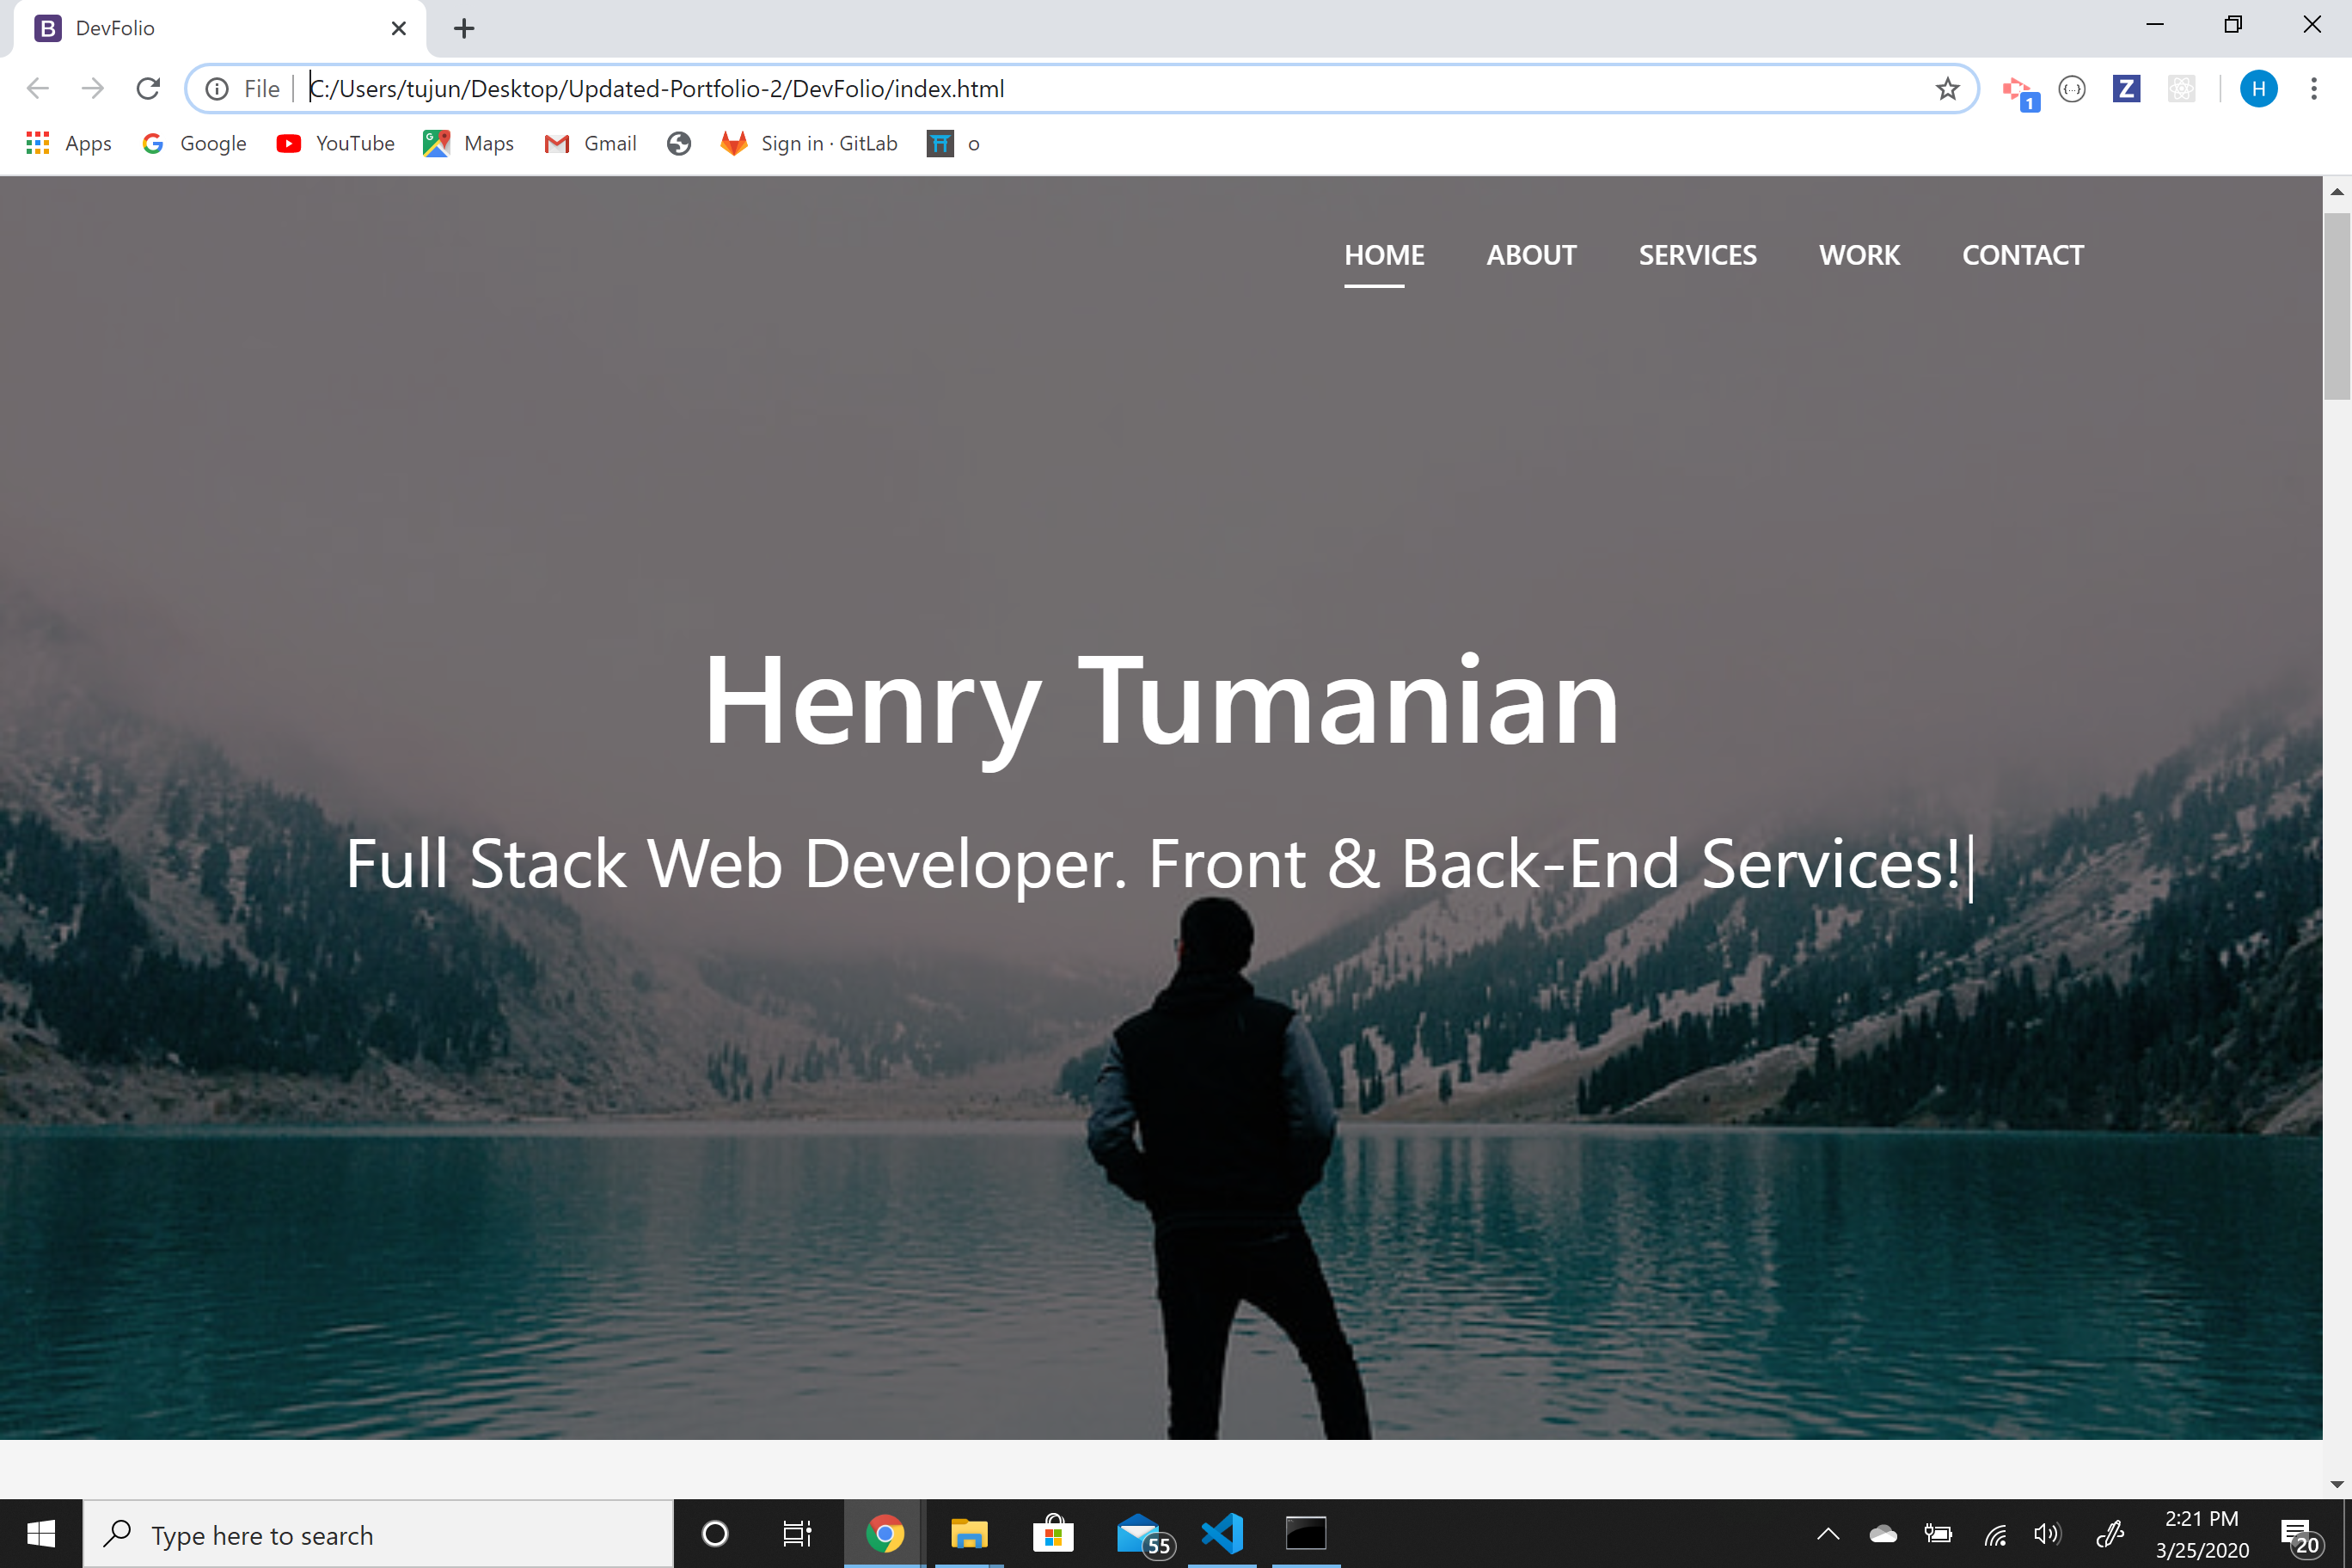 DevFolio
File C:/Users/tujun/Desktop/Updated-Portfolio-2/DevFolio/index.html
1 {...} Z H
Apps Google YouTube Maps Gmail Sign in · GitLab o
HOME ABOUT SERVICES WORK CONTACT
Henry Tumanian
Full Stack Web Developer. Front & Back-End Services!|
Type here to search
55
2:21 PM
3/25/2020
20